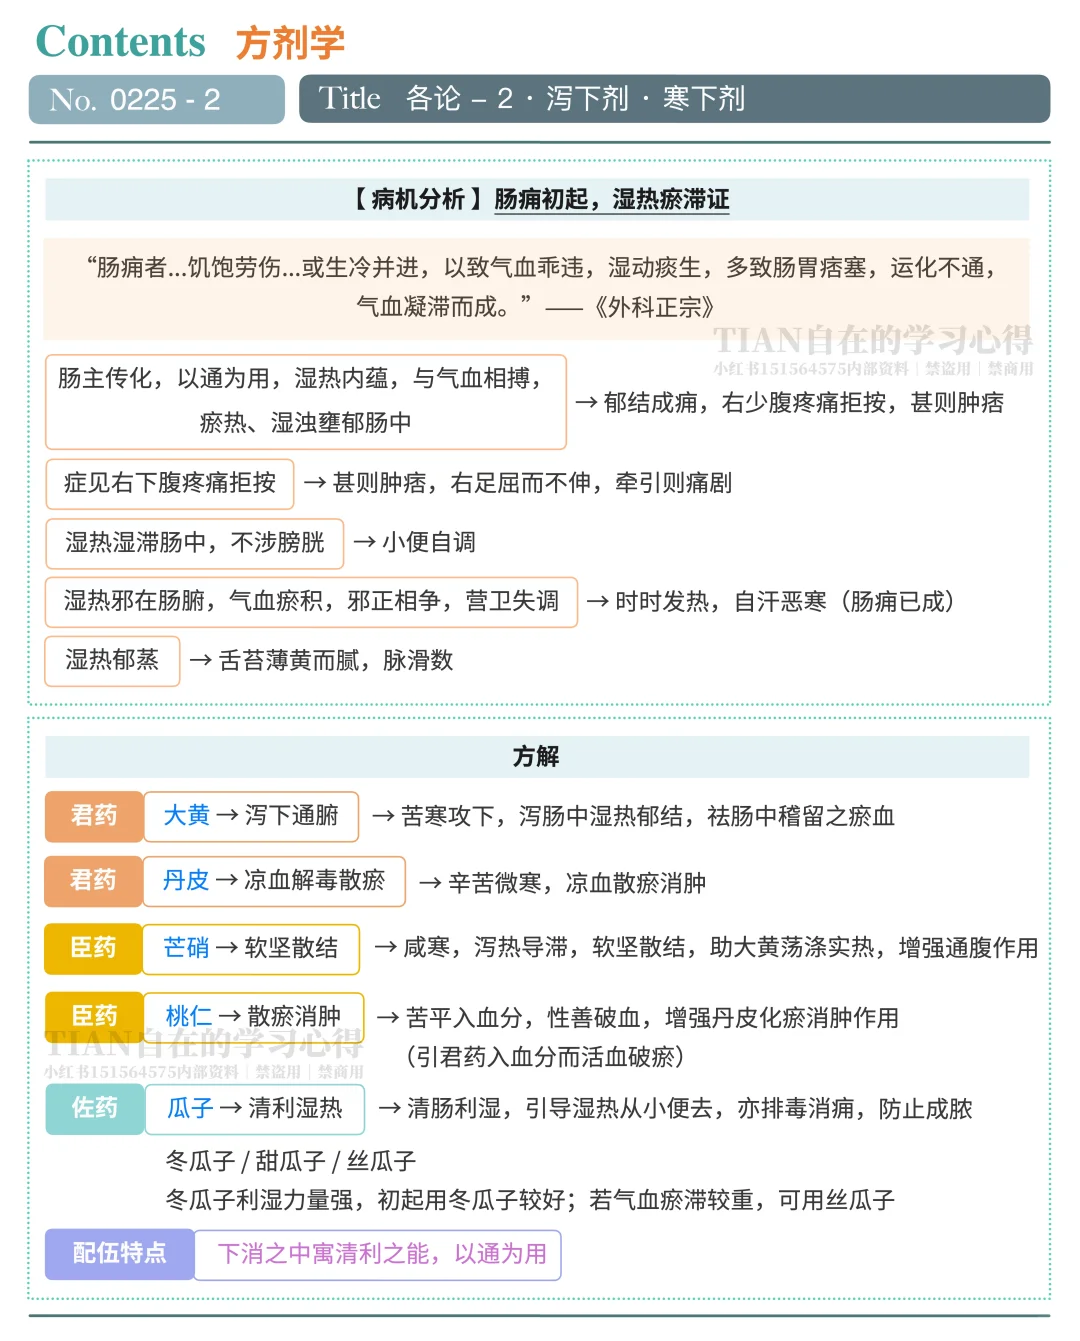 Contents 方剂学
No. 0225 - 2
Title 各论 – 2 · 泻下剂 · 寒下剂
【 病机分析 】肠痈初起，湿热瘀滞证
“肠痈者...饥饱劳伤...或生冷并进，以致气血乖违，湿动痰生，多致肠胃痞塞，运化不通，
气血凝滞而成。” ——《外科正宗》
TIAN自在的学习心得
小红书151564575内部资料｜禁盗用｜禁商用
肠主传化，以通为用，湿热内蕴，与气血相搏，
瘀热、湿浊壅郁肠中
→ 郁结成痈，右少腹疼痛拒按，甚则肿痞
症见右下腹疼痛拒按 → 甚则肿痞，右足屈而不伸，牵引则痛剧
湿热湿滞肠中，不涉膀胱 → 小便自调
湿热邪在肠腑，气血瘀积，邪正相争，营卫失调 → 时时发热，自汗恶寒（肠痈已成）
湿热郁蒸 → 舌苔薄黄而腻，脉滑数
方解
君药 大黄 → 泻下通腑 → 苦寒攻下，泻肠中湿热郁结，祛肠中稽留之瘀血
君药 丹皮 → 凉血解毒散瘀 → 辛苦微寒，凉血散瘀消肿
臣药 芒硝 → 软坚散结 → 咸寒，泻热导滞，软坚散结，助大黄荡涤实热，增强通腹作用
臣药 桃仁 → 散瘀消肿 → 苦平入血分，性善破血，增强丹皮化瘀消肿作用
（引君药入血分而活血破瘀）
TIAN自在的学习心得
小红书151564575内部资料｜禁盗用｜禁商用
佐药 瓜子 → 清利湿热 → 清肠利湿，引导湿热从小便去，亦排毒消痈，防止成脓
冬瓜子 / 甜瓜子 / 丝瓜子
冬瓜子利湿力量强，初起用冬瓜子较好；若气血瘀滞较重，可用丝瓜子
配伍特点 下消之中寓清利之能，以通为用